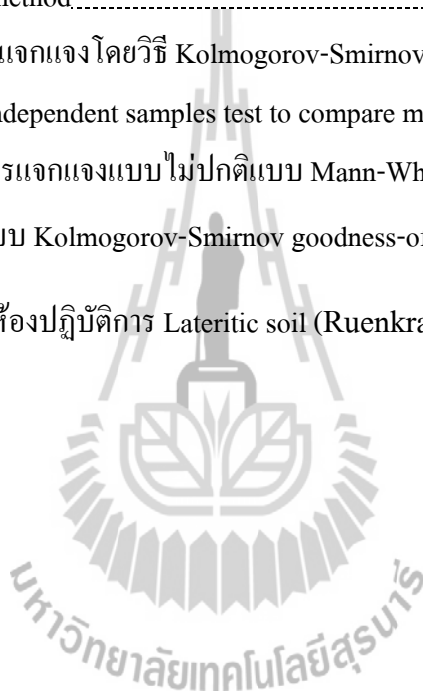 method
แจกแจงโดยวิธี Kolmogorov-Smirnov
ndependent samples test to compare m
รแจกแจงแบบไม่ปกติแบบ Mann-Wh
บบ Kolmogorov-Smirnov goodness-o
ห้องปฏิบัติการ Lateritic soil (Ruenkra
มหาวิทยาลัยเทคโนโลยีสุรนารี